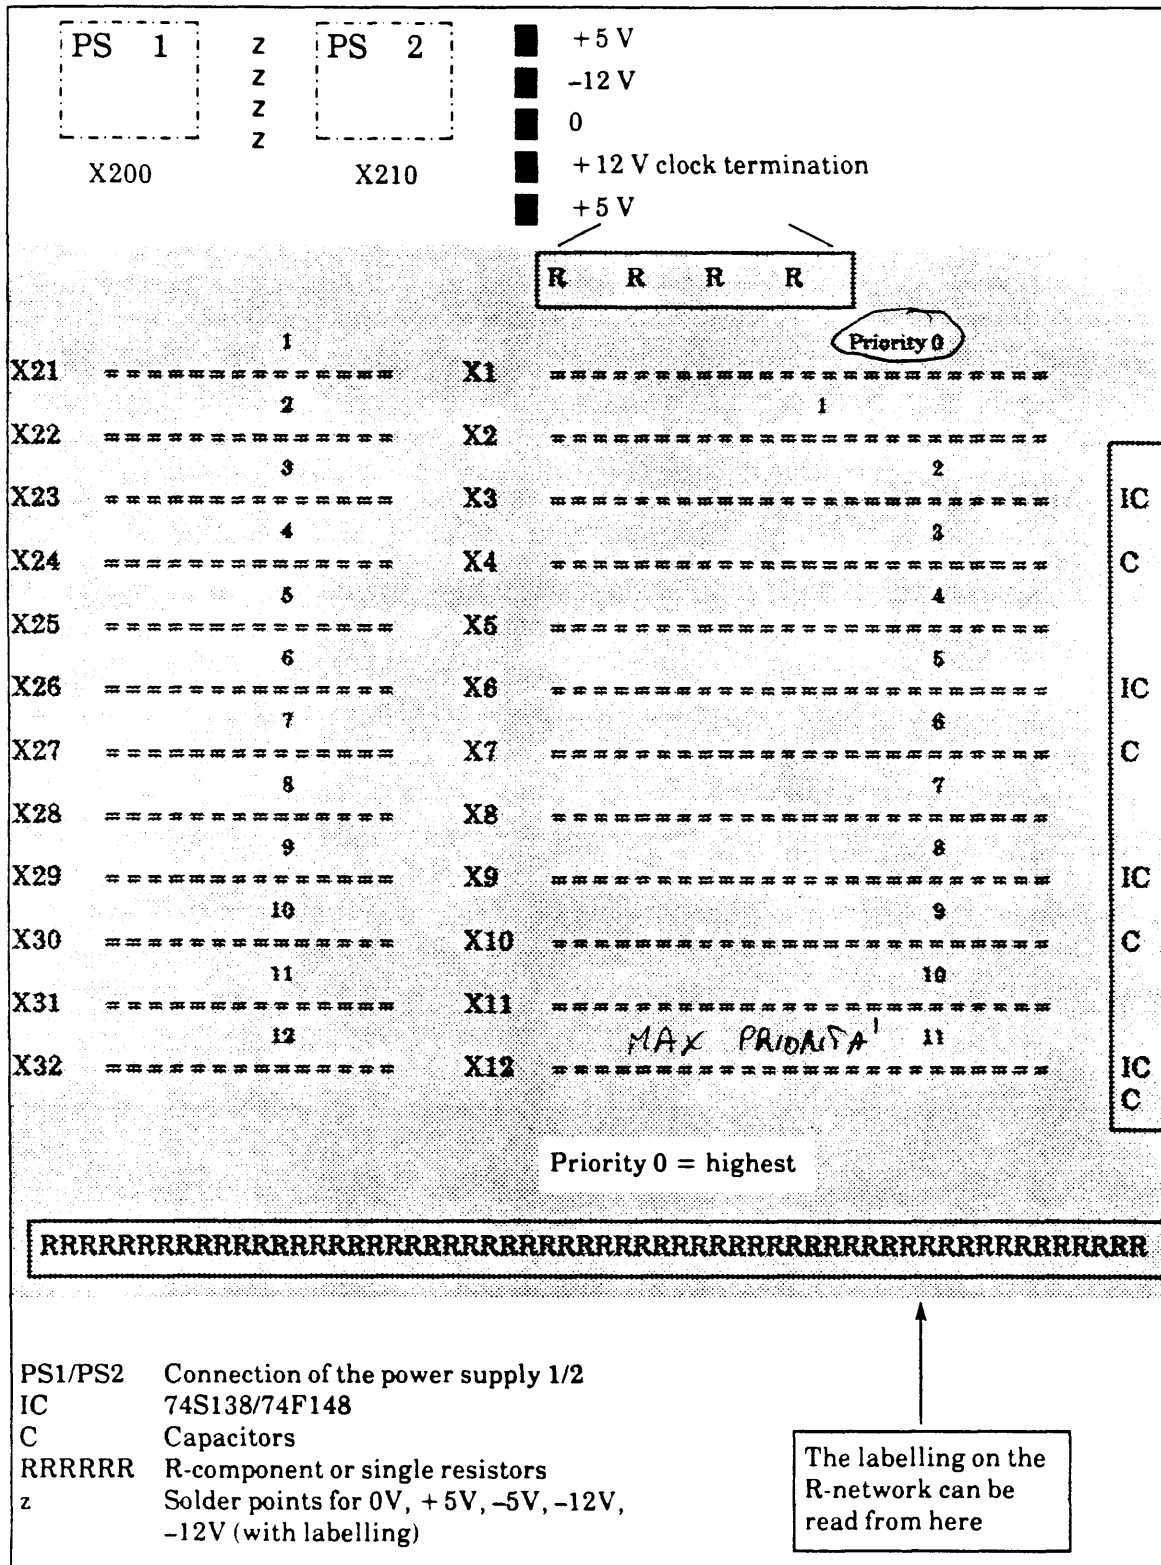 PS 1 z PS 2 +5 V
z -12 V
z 0
z
X200 X210 +12 V clock termination
+5 V
R R R R
1 Priority 0
X21 ============== X1 ========================
2 1
X22 ============== X2 ========================
3 2
X23 ============== X3 ======================== IC
4 3
X24 ============== X4 ======================== C
5 4
X25 ============== X5 ========================
6 5
X26 ============== X6 ======================== IC
7 6
X27 ============== X7 ======================== C
8 7
X28 ============== X8 ========================
9 8
X29 ============== X9 ======================== IC
10 9
X30 ============== X10 ======================== C
11 10
X31 ============== X11 ========================
12 MAX PRIORITA' 11
X32 ============== X12 ======================== IC
C
Priority 0 = highest
RRRRRRRRRRRRRRRRRRRRRRRRRRRRRRRRRRRRRRRRRRRRRRRRRRRRRRRRRR
PS1/PS2 Connection of the power supply 1/2
IC 74S138/74F148
C Capacitors
RRRRRR R-component or single resistors
z Solder points for 0V, +5V, -5V, -12V,
-12V (with labelling)
The labelling on the
R-network can be
read from here